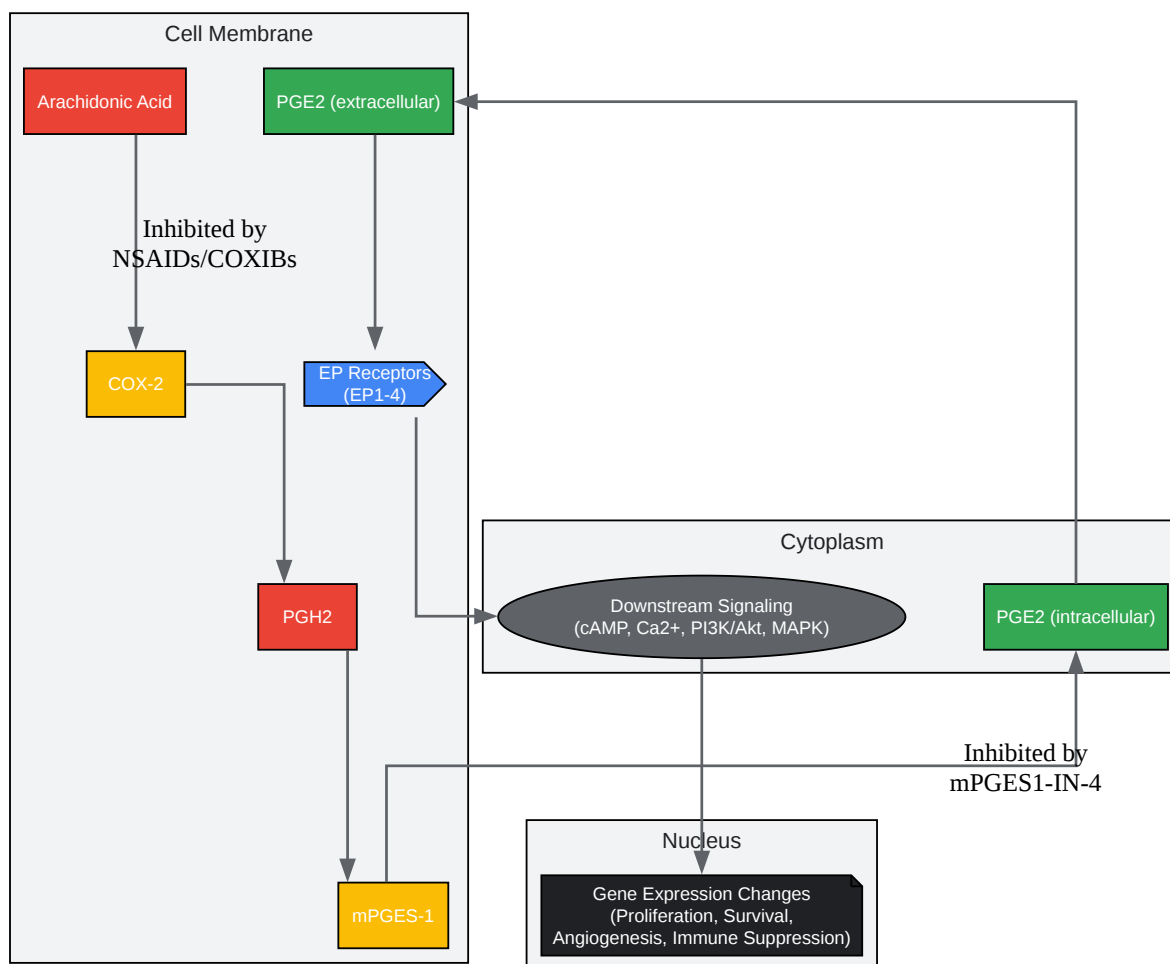 Cell Membrane
Arachidonic Acid
PGE2 (extracellular)
Inhibited by
NSAIDs/COXIBs
COX-2
EP Receptors
(EP1-4)
Cytoplasm
PGH2
Downstream Signaling
(cAMP, Ca2+, PI3K/Akt, MAPK)
PGE2 (intracellular)
Inhibited by
mPGES1-IN-4
Nucleus
mPGES-1
Gene Expression Changes
(Proliferation, Survival,
Angiogenesis, Immune Suppression)